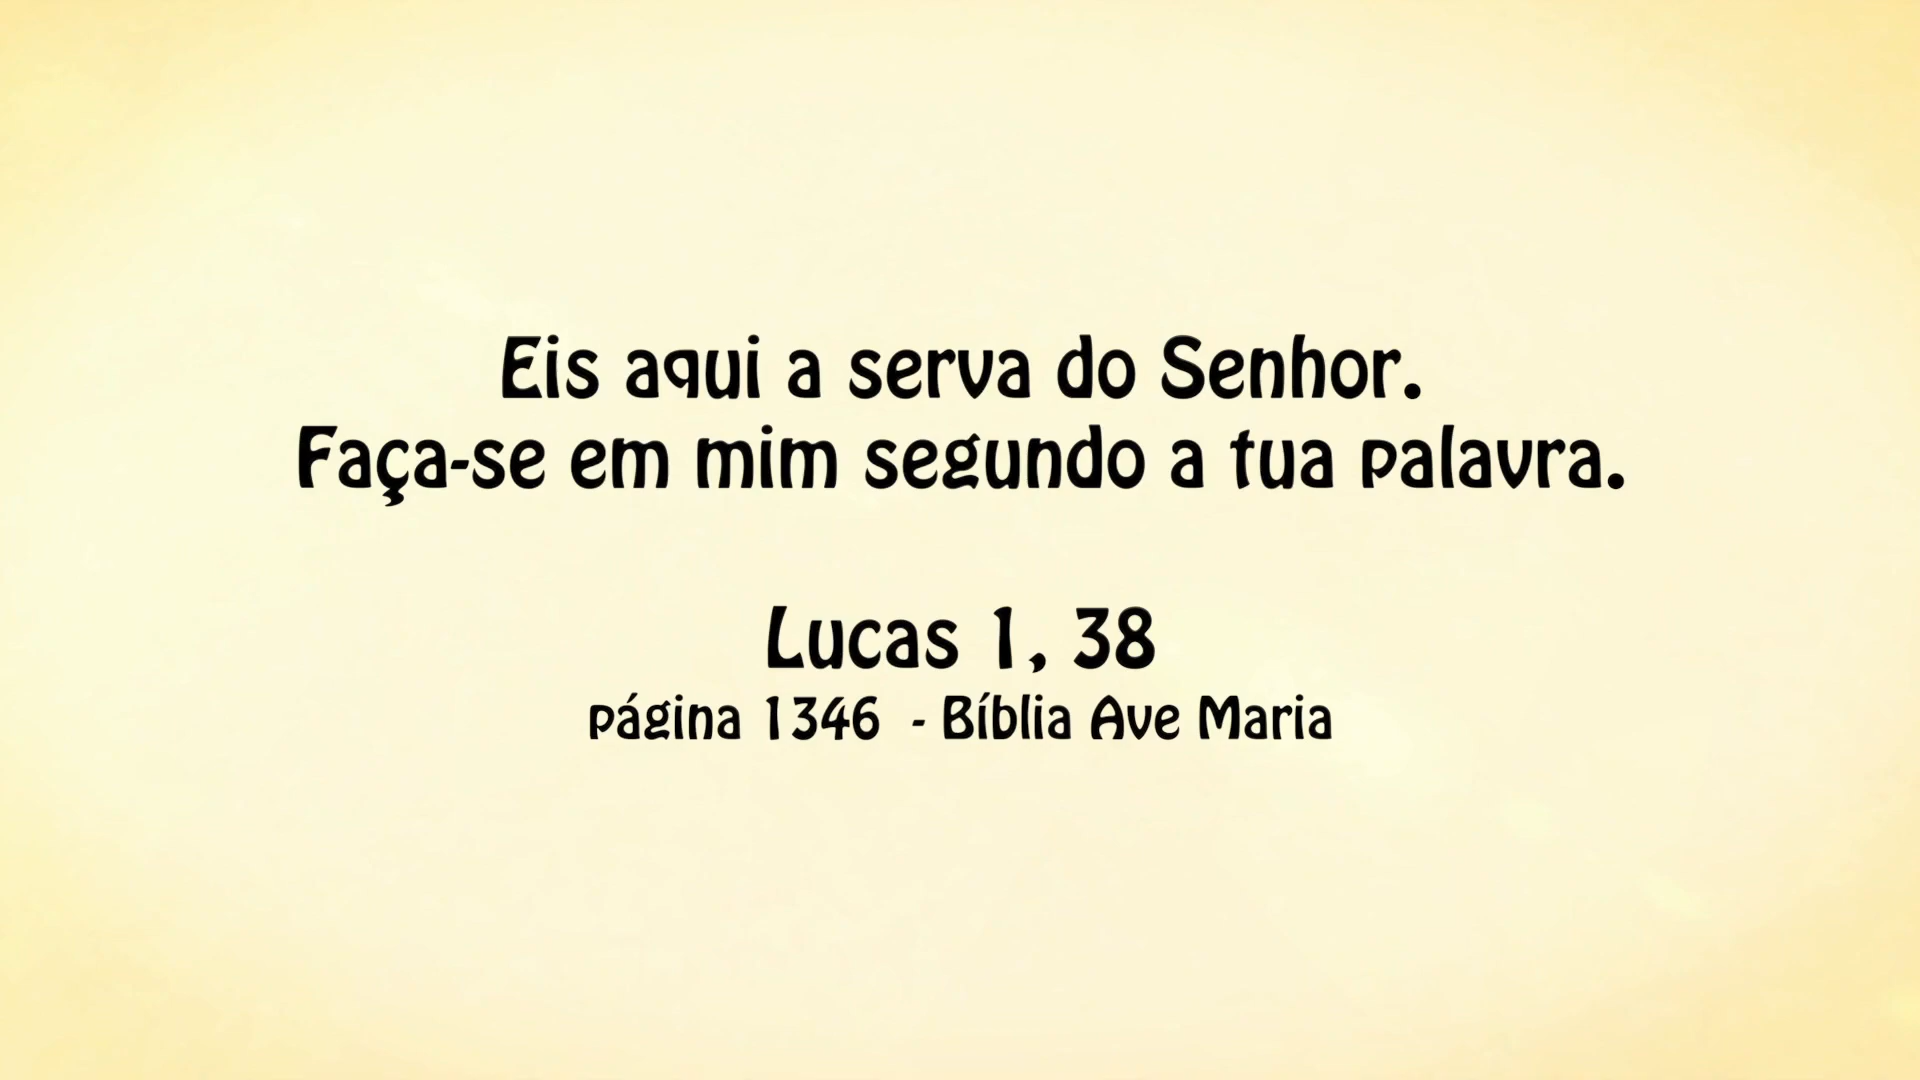 Eis aqui a serva do Senhor.
Faça-se em mim segundo a tua palavra.
Lucas 1, 38
página 1346 - Bíblia Ave Maria